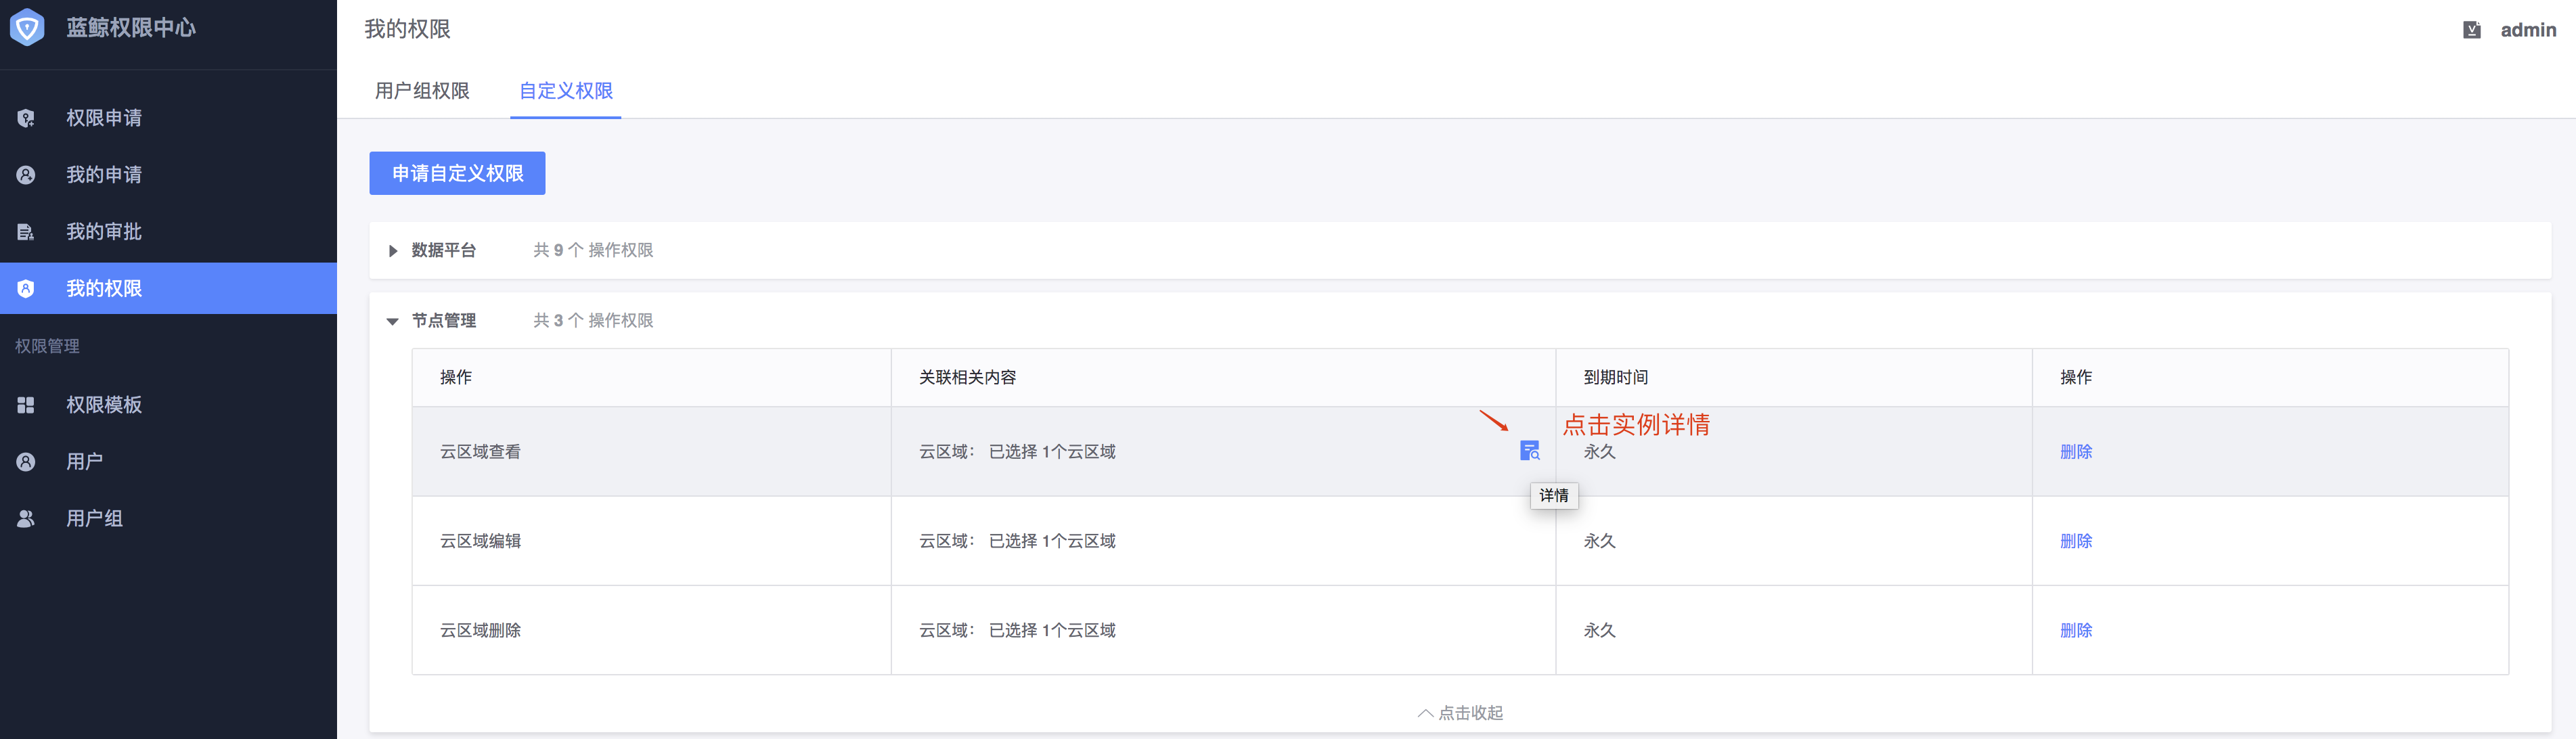 蓝鲸权限中心
权限申请
我的申请
我的审批
我的权限
权限管理
权限模板
用户
用户组
我的权限
admin
用户组权限 自定义权限
申请自定义权限
数据平台 共 9 个 操作权限
节点管理 共 3 个 操作权限
操作 关联相关内容 到期时间 操作
点击实例详情
云区域查看 云区域： 已选择 1个云区域 永久 删除
详情
云区域编辑 云区域： 已选择 1个云区域 永久 删除
云区域删除 云区域： 已选择 1个云区域 永久 删除
点击收起